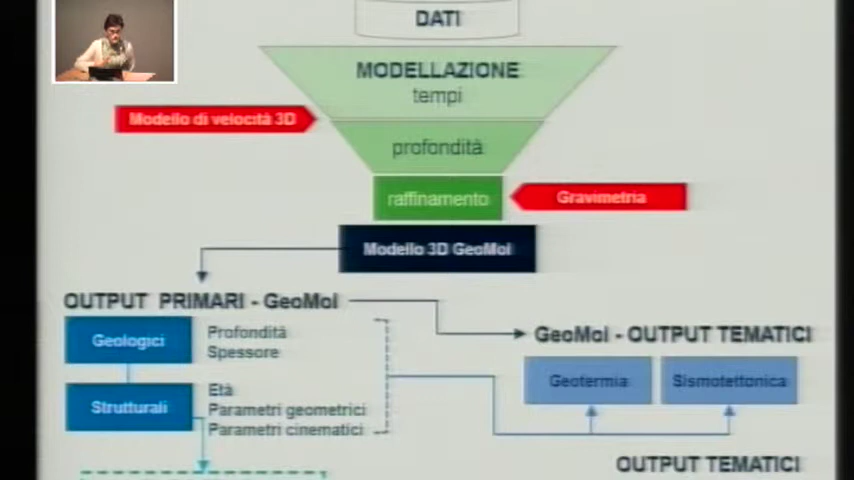 DATI
MODELLAZIONE
tempi
Modello di velocità 3D
profondità
raffinamento
Gravimetria
Modello 3D GeoMol
OUTPUT PRIMARI - GeoMol
Geologici
Profondità
Spessore
Strutturali
Età
Parametri geometrici
Parametri cinematici
GeoMol - OUTPUT TEMATICI
Geotermia
Sismotettonica
OUTPUT TEMATICI